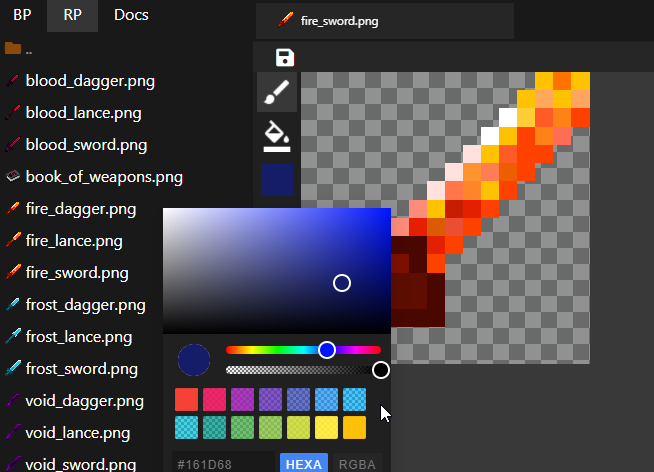 BP RP Docs
fire_sword.png
..
blood_dagger.png
blood_lance.png
blood_sword.png
book_of_weapons.png
fire_dagger.png
fire_lance.png
fire_sword.png
frost_dagger.png
frost_lance.png
frost_sword.png
void_dagger.png
void_lance.png
void_sword.png
#161D68 HEXA RGBA